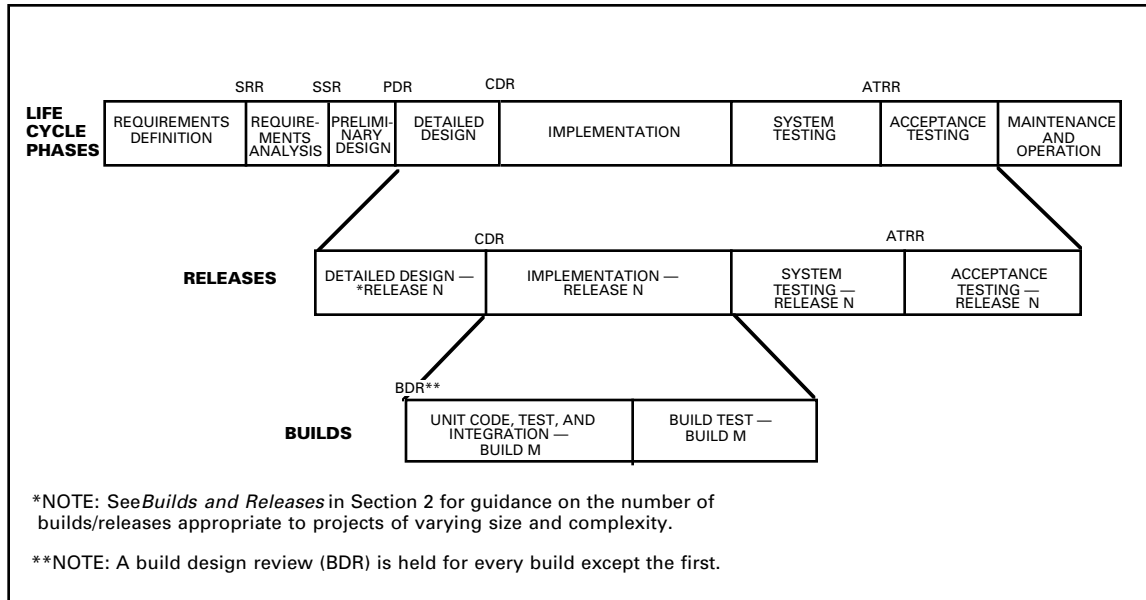 SRR SSR PDR CDR ATRR
LIFE
CYCLE
PHASES
REQUIREMENTS
DEFINITION
REQUIRE-
MENTS
ANALYSIS
PRELIMI-
NARY
DESIGN
DETAILED
DESIGN
IMPLEMENTATION
SYSTEM
TESTING
ACCEPTANCE
TESTING
MAINTENANCE
AND
OPERATION
CDR ATRR
RELEASES
DETAILED DESIGN —
*RELEASE N
IMPLEMENTATION —
RELEASE N
SYSTEM
TESTING —
RELEASE N
ACCEPTANCE
TESTING —
RELEASE N
BDR**
BUILDS
UNIT CODE, TEST, AND
INTEGRATION —
BUILD M
BUILD TEST —
BUILD M
*NOTE: See Builds and Releases in Section 2 for guidance on the number of
builds/releases appropriate to projects of varying size and complexity.
**NOTE: A build design review (BDR) is held for every build except the first.